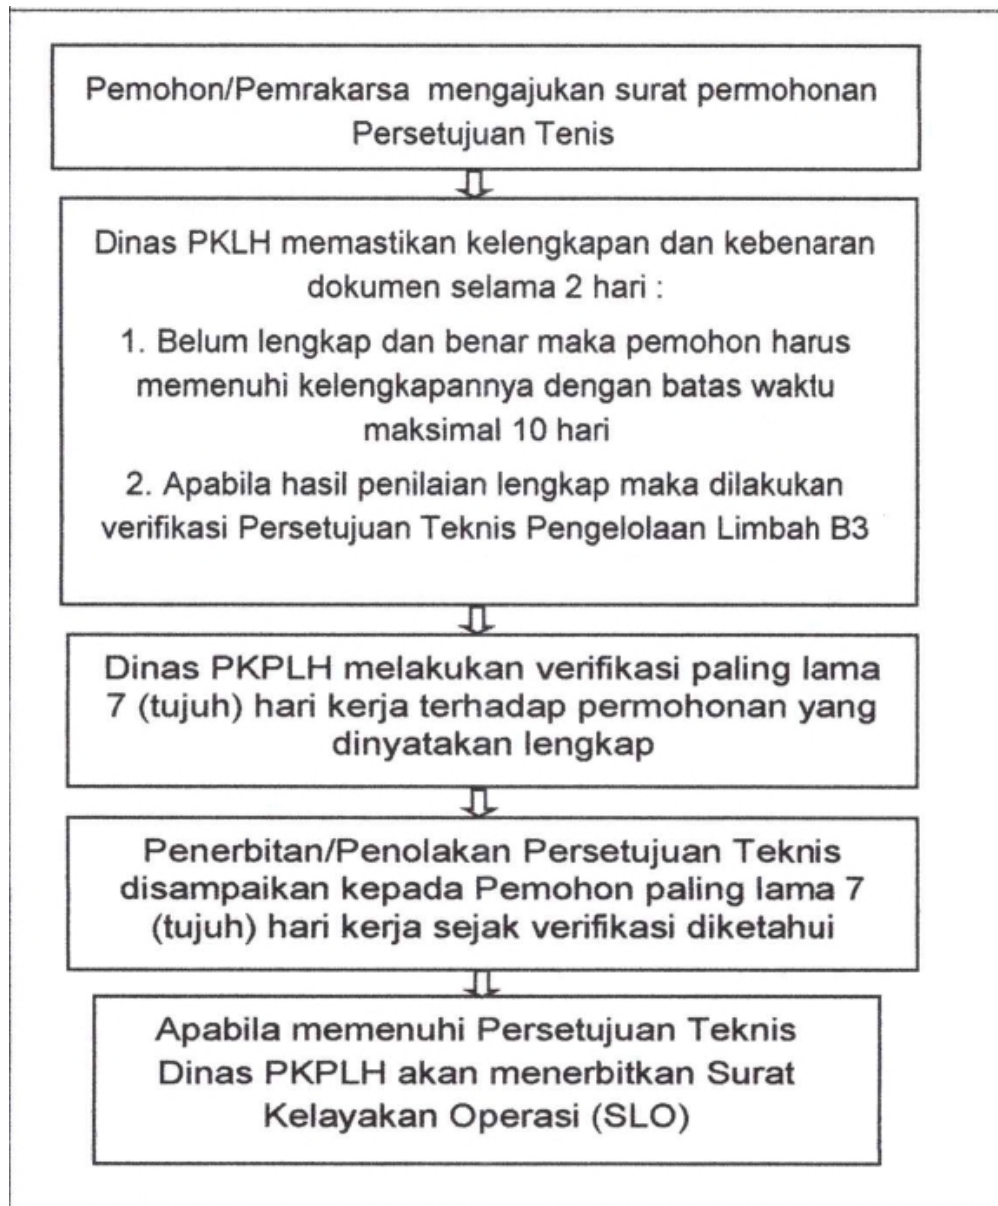 Pemohon/Pemrakarsa mengajukan surat permohonan
Persetujuan Tenis
Dinas PKLH memastikan kelengkapan dan kebenaran
dokumen selama 2 hari :
1. Belum lengkap dan benar maka pemohon harus
memenuhi kelengkapannya dengan batas waktu
maksimal 10 hari
2. Apabila hasil penilaian lengkap maka dilakukan
verifikasi Persetujuan Teknis Pengelolaan Limbah B3
Dinas PKPLH melakukan verifikasi paling lama
7 (tujuh) hari kerja terhadap permohonan yang
dinyatakan lengkap
Penerbitan/Penolakan Persetujuan Teknis
disampaikan kepada Pemohon paling lama 7
(tujuh) hari kerja sejak verifikasi diketahui
Apabila memenuhi Persetujuan Teknis
Dinas PKPLH akan menerbitkan Surat
Kelayakan Operasi (SLO)